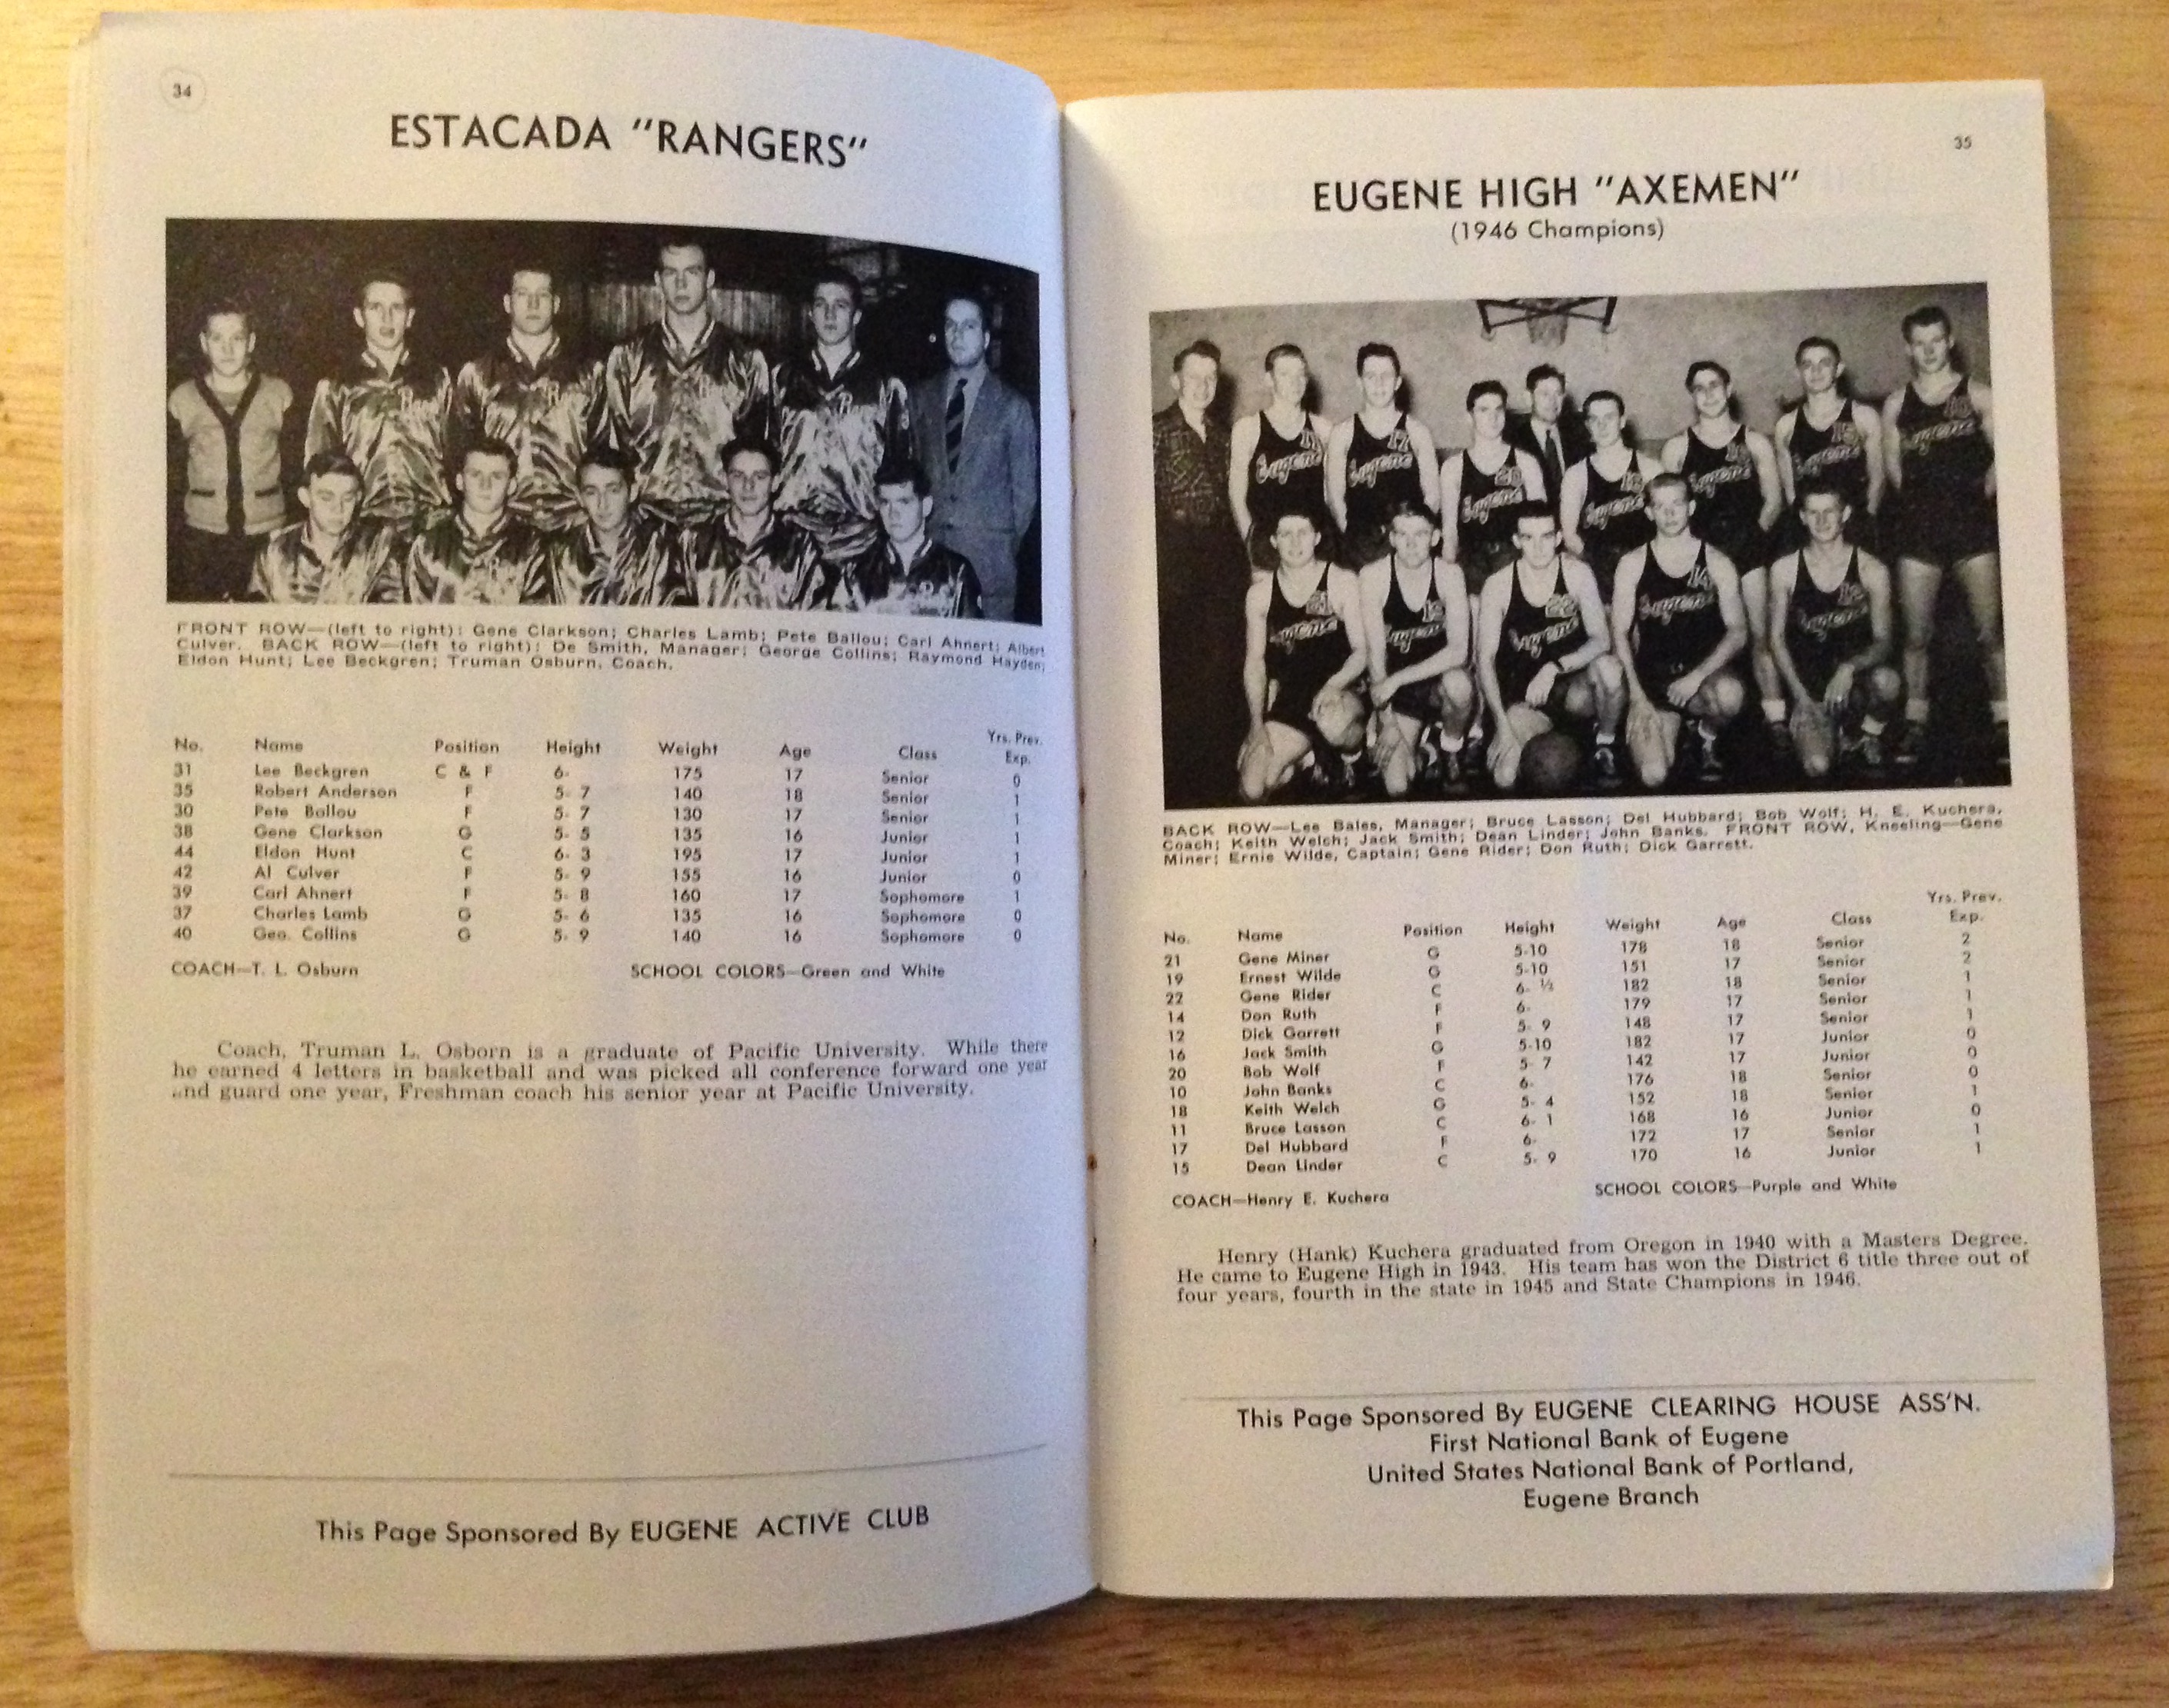 34
ESTACADA "RANGERS"
FRONT ROW—(left to right): Gene Clarkson; Charles Lamb; Pete Ballou; Carl Ahnert; Albert
Culver. BACK ROW—(left to right): De Smith, Manager; George Collins; Raymond Hayden;
Eldon Hunt; Lee Beckgren; Truman Osburn, Coach.
No. Name Position Height Weight Age Class Yrs. Prev. Exp.
31 Lee Beckgren C & F 6- 175 17 Senior 0
35 Robert Anderson F 5- 7 140 18 Senior 1
30 Pete Ballou F 5- 7 130 17 Senior 1
38 Gene Clarkson G 5- 5 135 16 Junior 1
44 Eldon Hunt C 6- 3 195 17 Junior 1
42 Al Culver F 5- 9 155 16 Junior 0
39 Carl Ahnert F 5- 8 160 17 Sophomore 1
37 Charles Lamb G 5- 6 135 16 Sophomore 0
40 Geo. Collins G 5- 9 140 16 Sophomore 0
COACH—T. L. Osburn SCHOOL COLORS—Green and White
Coach, Truman L. Osborn is a graduate of Pacific University. While there
he earned 4 letters in basketball and was picked all conference forward one year
and guard one year, Freshman coach his senior year at Pacific University.
This Page Sponsored By EUGENE ACTIVE CLUB
35
EUGENE HIGH "AXEMEN"
(1946 Champions)
BACK ROW—Lee Bales, Manager; Bruce Lasson; Del Hubbard; Bob Wolf; H. E. Kuchera,
Coach; Keith Welch; Jack Smith; Dean Linder; John Banks. FRONT ROW, Kneeling—Gene
Miner; Ernie Wilde, Captain; Gene Rider; Don Ruth; Dick Garrett.
No. Name Position Height Weight Age Class Yrs. Prev. Exp.
21 Gene Miner G 5-10 178 18 Senior 2
19 Ernest Wilde G 5-10 151 17 Senior 2
22 Gene Rider C 6- ½ 182 18 Senior 1
14 Don Ruth F 6- 179 17 Senior 1
12 Dick Garrett F 5- 9 148 17 Senior 1
16 Jack Smith G 5-10 182 17 Junior 0
20 Bob Wolf F 5- 7 142 17 Junior 0
10 John Banks C 6- 176 18 Senior 0
18 Keith Welch G 5- 4 152 18 Senior 1
11 Bruce Lasson C 6- 1 168 16 Junior 0
17 Del Hubbard F 6- 172 17 Senior 1
15 Dean Linder C 5- 9 170 16 Junior 1
COACH—Henry E. Kuchera SCHOOL COLORS—Purple and White
Henry (Hank) Kuchera graduated from Oregon in 1940 with a Masters Degree.
He came to Eugene High in 1943. His team has won the District 6 title three out of
four years, fourth in the state in 1945 and State Champions in 1946.
This Page Sponsored By EUGENE CLEARING HOUSE ASS'N.
First National Bank of Eugene
United States National Bank of Portland,
Eugene Branch